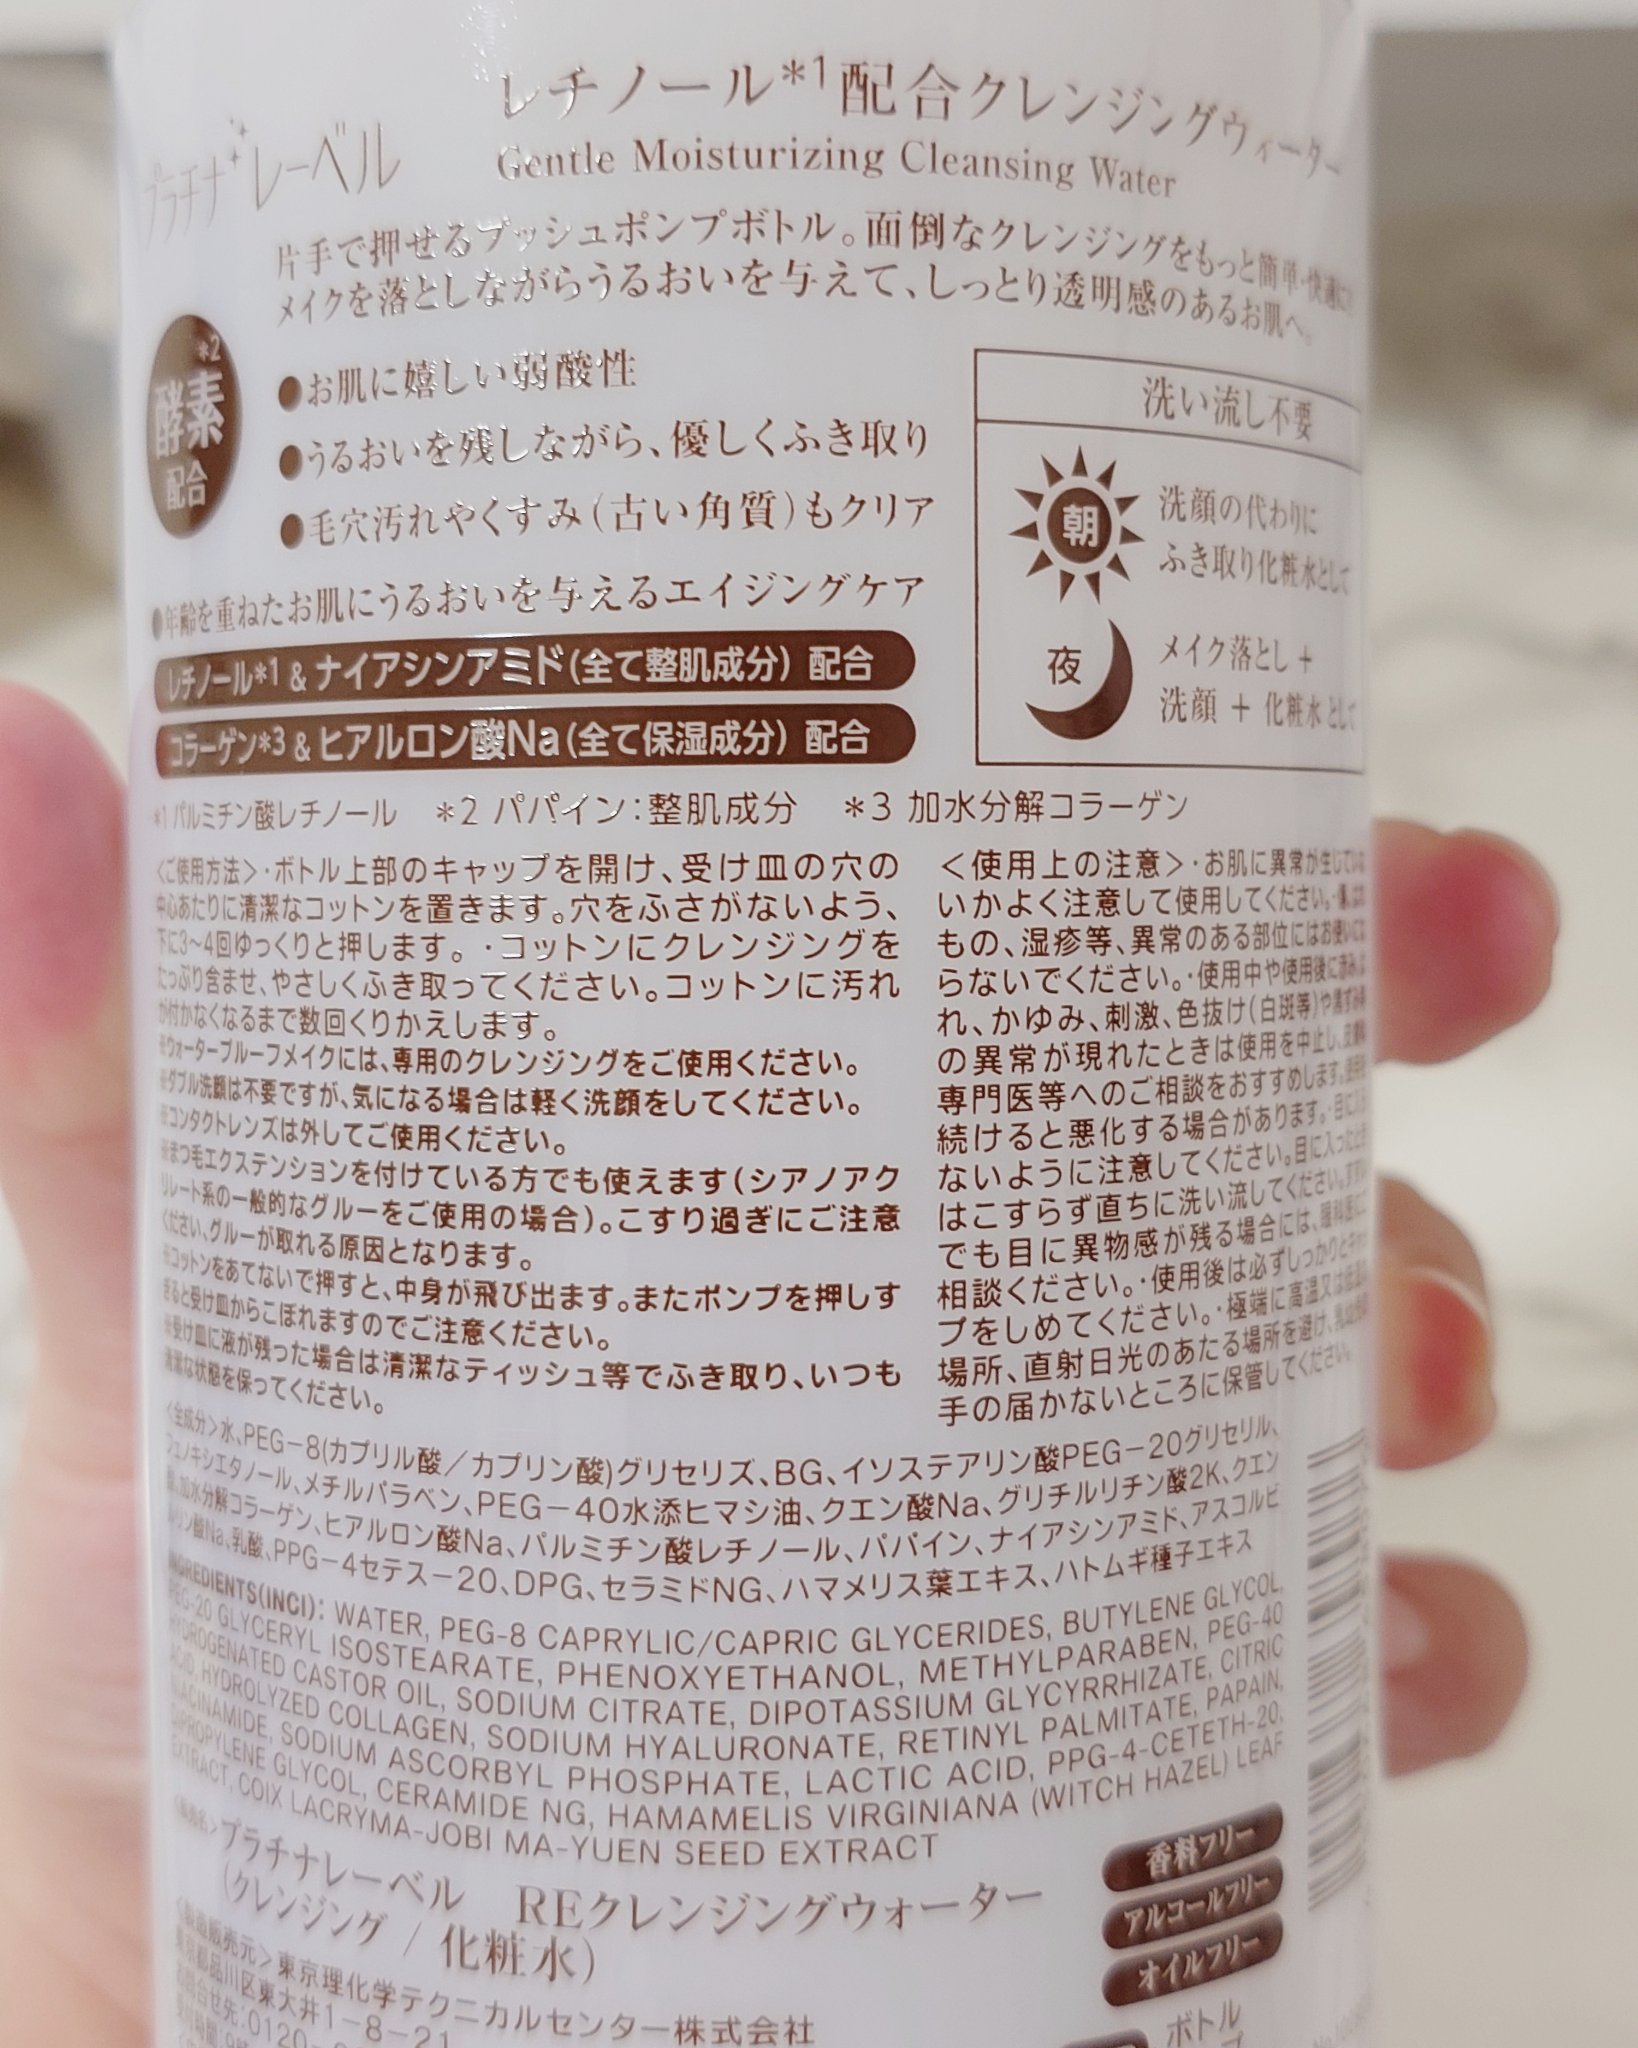 プラチナレーベル
レチノール*1配合クレンジングウォーター
Gentle Moisturizing Cleansing Water
片手で押せるプッシュポンプボトル。面倒なクレンジングをもっと簡単・快適に
メイクを落としながらうるおいを与えて、しっとり透明感のあるお肌へ。
*2
酵素
配合
●お肌に嬉しい弱酸性
●うるおいを残しながら、優しくふき取り
●毛穴汚れやくすみ(古い角質)もクリア
●年齢を重ねたお肌にうるおいを与えるエイジングケア
レチノール*1 & ナイアシンアミド(全て整肌成分) 配合
コラーゲン*3 & ヒアルロン酸Na(全て保湿成分) 配合
洗い流し不要
朝
洗顔の代わりに
ふき取り化粧水として
夜
メイク落とし +
洗顔 + 化粧水 として
*1 パルミチン酸レチノール *2 パパイン:整肌成分 *3 加水分解コラーゲン
<ご使用方法>・ボトル上部のキャップを開け、受け皿の穴の
中心あたりに清潔なコットンを置きます。穴をふさがないよう、
下に3〜4回ゆっくりと押します。・コットンにクレンジングを
たっぷり含ませ、やさしくふき取ってください。コットンに汚れ
が付かなくなるまで数回くりかえします。
※ウォータープルーフメイクには、専用のクレンジングをご使用ください。
※ダブル洗顔は不要ですが、気になる場合は軽く洗顔をしてください。
※コンタクトレンズは外してご使用ください。
※まつ毛エクステンションを付けている方でも使えます(シアノアク
リレート系の一般的なグルーをご使用の場合)。こすり過ぎにご注意
ください、グルーが取れる原因となります。
※コットンをあてないで押すと、中身が飛び出ます。またポンプを押しす
ぎると受け皿からこぼれますのでご注意ください。
※受け皿に液が残った場合は清潔なティッシュ等でふき取り、いつも
清潔な状態を保ってください。
<使用上の注意>・お肌に異常が生じていな
いかよく注意して使用してください。
もの、湿疹等、異常のある部位にはお使いにな
らないでください。・使用中や使用後に赤み、は
れ、かゆみ、刺激、色抜け(白斑等)や黒ずみ等
の異常が現れたときは使用を中止し、皮膚科
専門医等へのご相談をおすすめします。
続けると悪化する場合があります。・目に入ら
ないように注意してください。目に入ったとき
はこすらず直ちに洗い流してください。
でも目に異物感が残る場合には、眼科医にご
相談ください。・使用後は必ずしっかりとキャッ
プをしめてください。・極端に高温又は低温の
場所、直射日光のあたる場所を避け、乳幼児の
手の届かないところに保管してください。
<全成分>水、PEG-8(カプリル酸/カプリン酸)グリセリズ、BG、イソステアリン酸PEG-20グリセリル、
フェノキシエタノール、メチルパラベン、PEG-40水添ヒマシ油、クエン酸Na、グリチルリチン酸2K、クエン
酸、加水分解コラーゲン、ヒアルロン酸Na、パルミチン酸レチノール、パパイン、ナイアシンアミド、アスコルビ
ルリン酸Na、乳酸、PPG-4セテス-20、DPG、セラミドNG、ハマメリス葉エキス、ハトムギ種子エキス
INGREDIENTS(INCI): WATER, PEG-8 CAPRYLIC/CAPRIC GLYCERIDES, BUTYLENE GLYCOL,
PEG-20 GLYCERYL ISOSTEARATE, PHENOXYETHANOL, METHYLPARABEN, PEG-40
HYDROGENATED CASTOR OIL, SODIUM CITRATE, DIPOTASSIUM GLYCYRRHIZATE, CITRIC
ACID, HYDROLYZED COLLAGEN, SODIUM HYALURONATE, RETINYL PALMITATE, PAPAIN,
NIACINAMIDE, SODIUM ASCORBYL PHOSPHATE, LACTIC ACID, PPG-4-CETETH-20,
DIPROPYLENE GLYCOL, CERAMIDE NG, HAMAMELIS VIRGINIANA (WITCH HAZEL) LEAF
EXTRACT, COIX LACRYMA-JOBI MA-YUEN SEED EXTRACT
<販売名>プラチナレーベル REクレンジングウォーター
(クレンジング / 化粧水)
香料フリー
アルコールフリー
オイルフリー
<製造販売元>東京理化学テクニカルセンター株式会社
東京都品川区東大井1-8-21
お問合せ先:0120-
ボトル